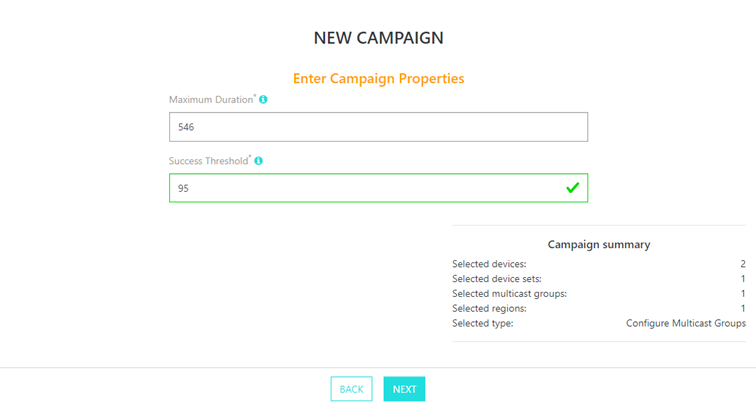 NEW CAMPAIGN
Enter Campaign Properties
Maximum Duration*
546
Success Threshold*
95
Campaign summary
Selected devices: 2
Selected device sets: 1
Selected multicast groups: 1
Selected regions: 1
Selected type: Configure Multicast Groups
BACK NEXT